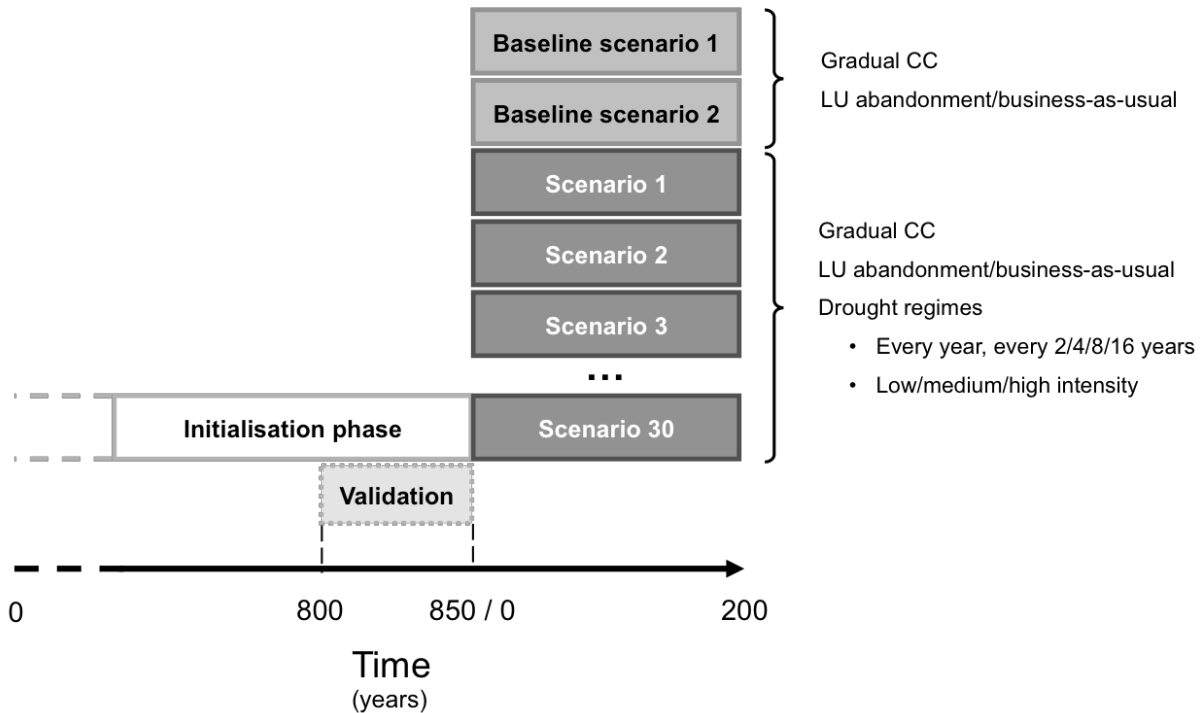 Baseline scenario 1
Baseline scenario 2
Gradual CC
LU abandonment/business-as-usual
Scenario 1
Scenario 2
Scenario 3
...
Scenario 30
Gradual CC
LU abandonment/business-as-usual
Drought regimes
• Every year, every 2/4/8/16 years
• Low/medium/high intensity
Initialisation phase
Validation
0
800
850 / 0
200
Time
(years)